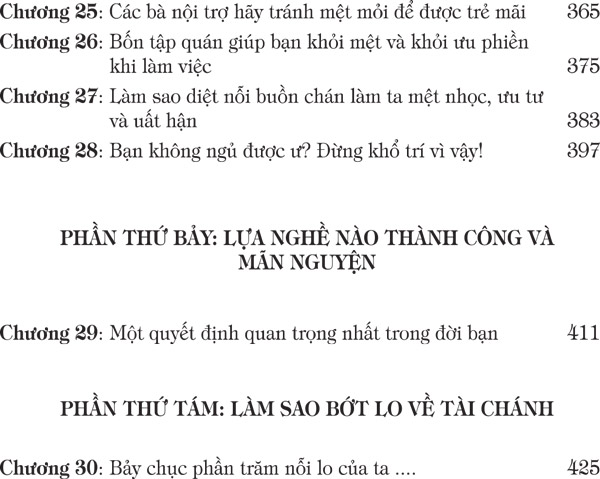 Chương 25: Các bà nội trợ hãy tránh mệt mỏi để được trẻ mãi 365
Chương 26: Bốn tập quán giúp bạn khỏi mệt và khỏi ưu phiền
khi làm việc 375
Chương 27: Làm sao diệt nỗi buồn chán làm ta mệt nhọc, ưu tư
và uất hận 383
Chương 28: Bạn không ngủ được ư? Đừng khổ trí vì vậy! 397
PHẦN THỨ BẢY: LỰA NGHỀ NÀO THÀNH CÔNG VÀ
MÃN NGUYỆN
Chương 29: Một quyết định quan trọng nhất trong đời bạn 411
PHẦN THỨ TÁM: LÀM SAO BỚT LO VỀ TÀI CHÁNH
Chương 30: Bảy chục phần trăm nỗi lo của ta .... 425